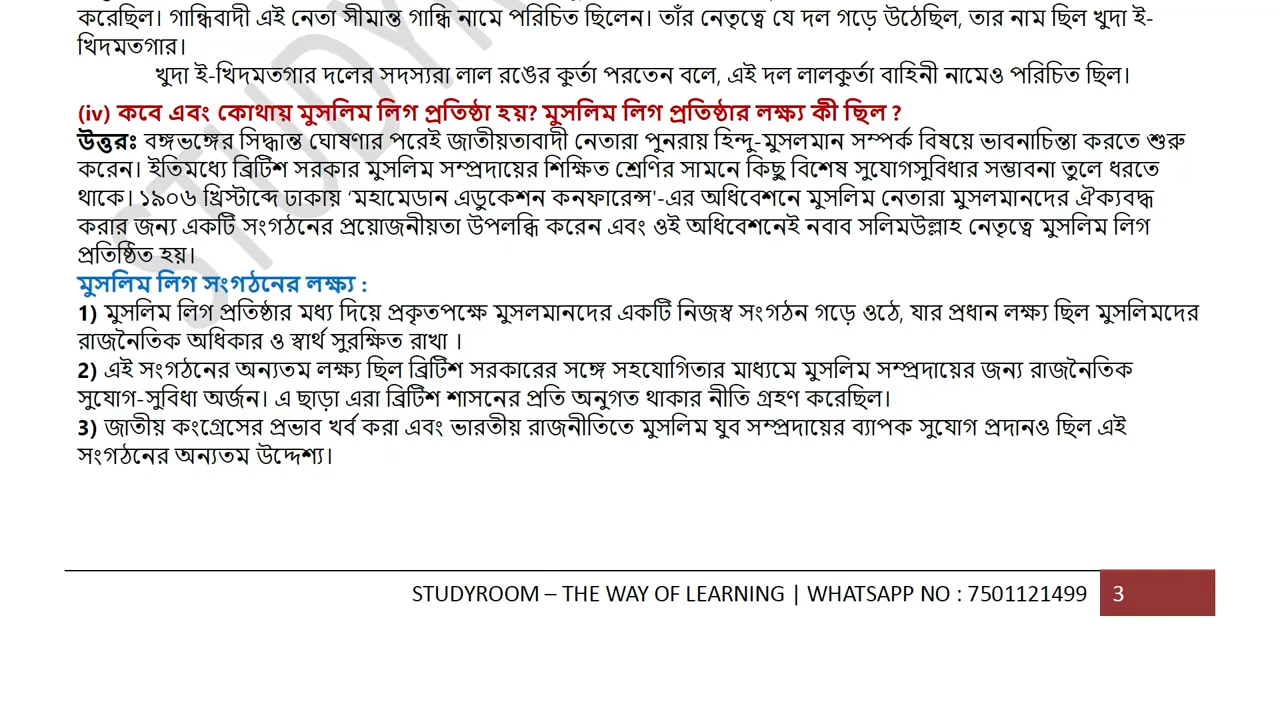 করেছিল। গান্ধিবাদী এই নেতা সীমান্ত গান্ধি নামে পরিচিত ছিলেন। তাঁর নেতৃত্বে যে দল গড়ে উঠেছিল, তার নাম ছিল খুদা ই-
খিদমতগার।
খুদা ই-খিদমতগার দলের সদস্যরা লাল রঙের কুর্তা পরতেন বলে, এই দল লালকুর্তা বাহিনী নামেও পরিচিত ছিল।
(iv) কবে এবং কোথায় মুসলিম লিগ প্রতিষ্ঠা হয়? মুসলিম লিগ প্রতিষ্ঠার লক্ষ্য কী ছিল ?
উত্তরঃ বঙ্গভঙ্গের সিদ্ধান্ত ঘোষণার পরেই জাতীয়তাবাদী নেতারা পুনরায় হিন্দু-মুসলমান সম্পর্ক বিষয়ে ভাবনাচিন্তা করতে শুরু
করেন। ইতিমধ্যে ব্রিটিশ সরকার মুসলিম সম্প্রদায়ের শিক্ষিত শ্রেণির সামনে কিছু বিশেষ সুযোগসুবিধার সম্ভাবনা তুলে ধরতে
থাকে। ১৯০৬ খ্রিস্টাব্দে ঢাকায় ‘মহামেডান এডুকেশন কনফারেন্স'-এর অধিবেশনে মুসলিম নেতারা মুসলমানদের ঐক্যবদ্ধ
করার জন্য একটি সংগঠনের প্রয়োজনীয়তা উপলব্ধি করেন এবং ওই অধিবেশনেই নবাব সলিমউল্লাহ নেতৃত্বে মুসলিম লিগ
প্রতিষ্ঠিত হয়।
মুসলিম লিগ সংগঠনের লক্ষ্য :
1) মুসলিম লিগ প্রতিষ্ঠার মধ্য দিয়ে প্রকৃতপক্ষে মুসলমানদের একটি নিজস্ব সংগঠন গড়ে ওঠে, যার প্রধান লক্ষ্য ছিল মুসলিমদের
রাজনৈতিক অধিকার ও স্বার্থ সুরক্ষিত রাখা ।
2) এই সংগঠনের অন্যতম লক্ষ্য ছিল ব্রিটিশ সরকারের সঙ্গে সহযোগিতার মাধ্যমে মুসলিম সম্প্রদায়ের জন্য রাজনৈতিক
সুযোগ-সুবিধা অর্জন। এ ছাড়া এরা ব্রিটিশ শাসনের প্রতি অনুগত থাকার নীতি গ্রহণ করেছিল।
3) জাতীয় কংগ্রেসের প্রভাব খর্ব করা এবং ভারতীয় রাজনীতিতে মুসলিম যুব সম্প্রদায়ের ব্যাপক সুযোগ প্রদানও ছিল এই
সংগঠনের অন্যতম উদ্দেশ্য।
STUDYROOM – THE WAY OF LEARNING | WHATSAPP NO : 7501121499 3